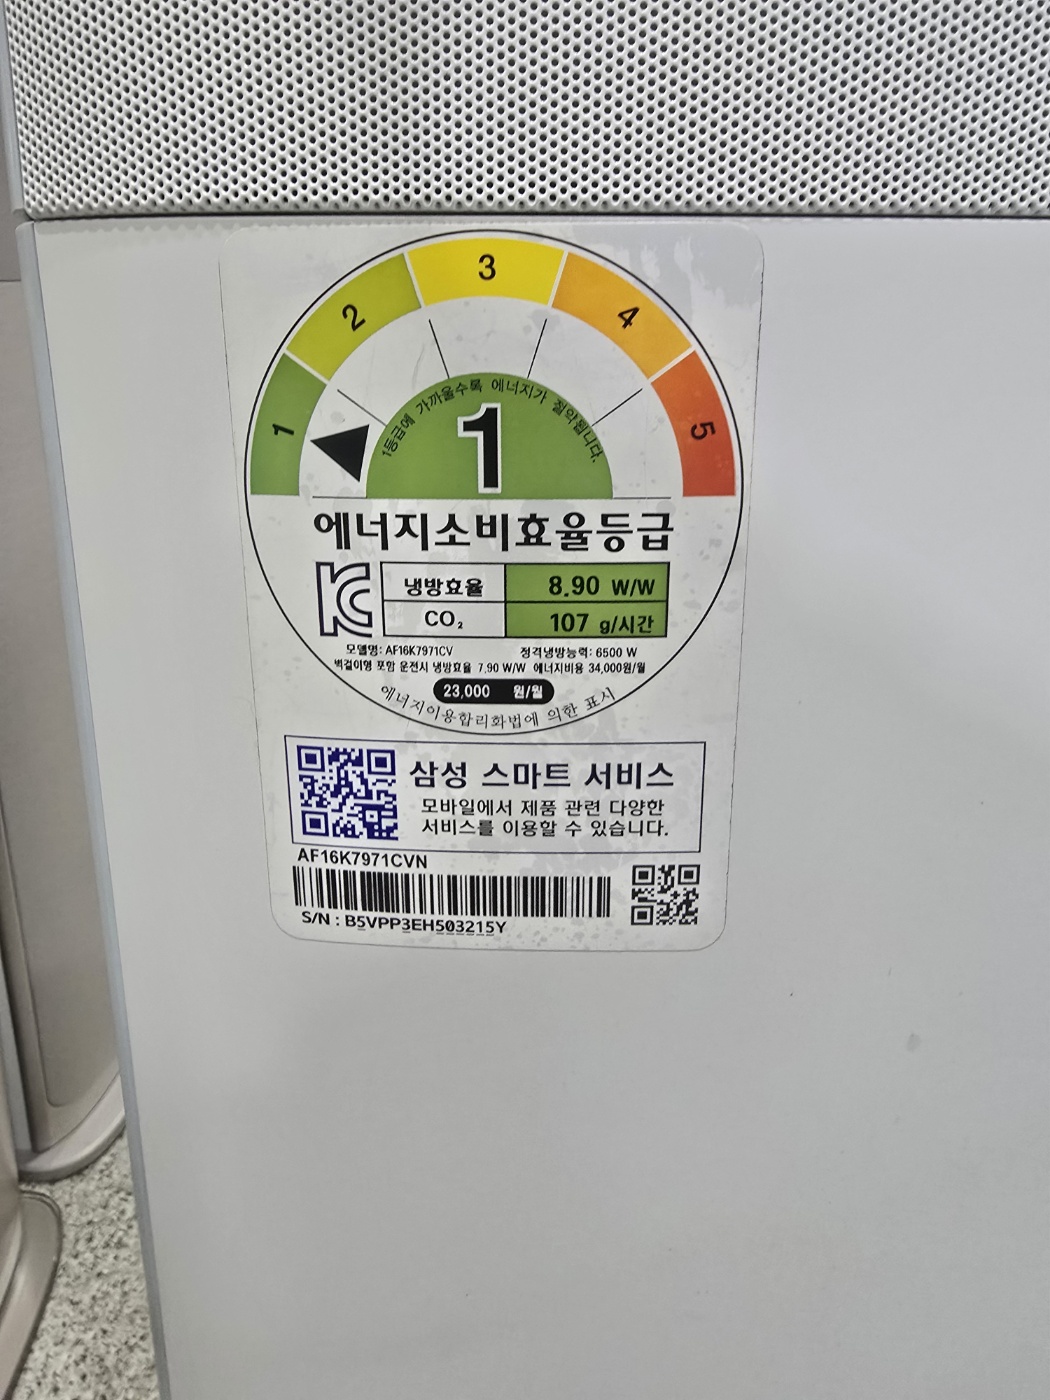 1
2
3
4
5
1등급에 가까울수록 에너지가 절약됩니다.
1
에너지소비효율등급
냉방효율 8.90 W/W
CO₂ 107 g/시간
모델명: AF16K7971CV 정격냉방능력: 6500 W
벽걸이형 포함 운전시 냉방효율 7.90 W/W 에너지비용 34,000원/월
23,000 원/월
에너지이용합리화법에 의한 표시
삼성 스마트 서비스
모바일에서 제품 관련 다양한
서비스를 이용할 수 있습니다.
AF16K7971CVN
S/N : B5VPP3EH503215Y